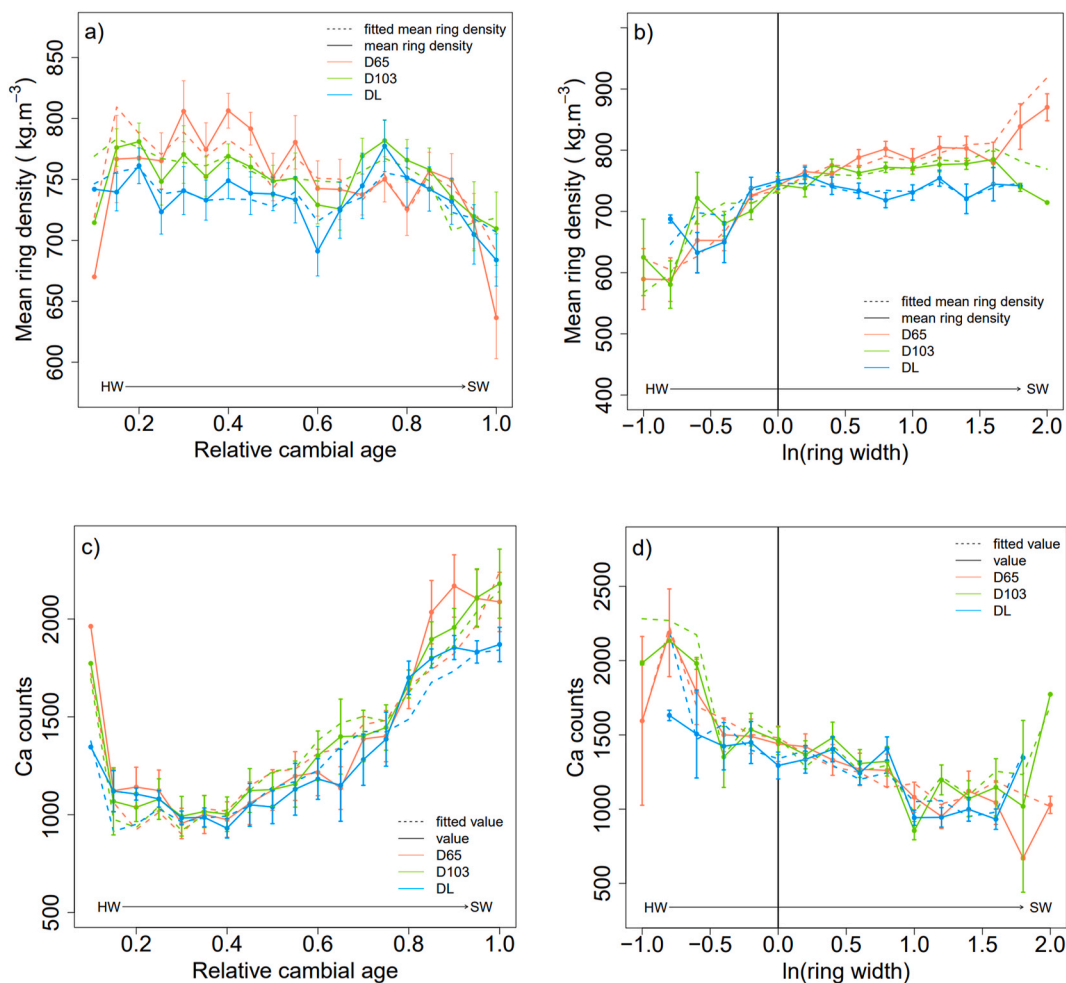 a)
fitted mean ring density
mean ring density
D65
D103
DL
Mean ring density ( kg.m−3)
850
800
750
700
650
600
HW
SW
0.2
0.4
0.6
0.8
1.0
Relative cambial age
b)
Mean ring density ( kg.m−3)
900
800
700
600
500
400
fitted mean ring density
mean ring density
D65
D103
DL
HW
SW
−1.0
−0.5
0.0
0.5
1.0
1.5
2.0
ln(ring width)
c)
Ca counts
2000
1500
1000
500
fitted value
value
D65
D103
DL
HW
SW
0.2
0.4
0.6
0.8
1.0
Relative cambial age
d)
fitted value
value
D65
D103
DL
Ca counts
2500
2000
1500
1000
500
HW
SW
−1.0
−0.5
0.0
0.5
1.0
1.5
2.0
ln(ring width)